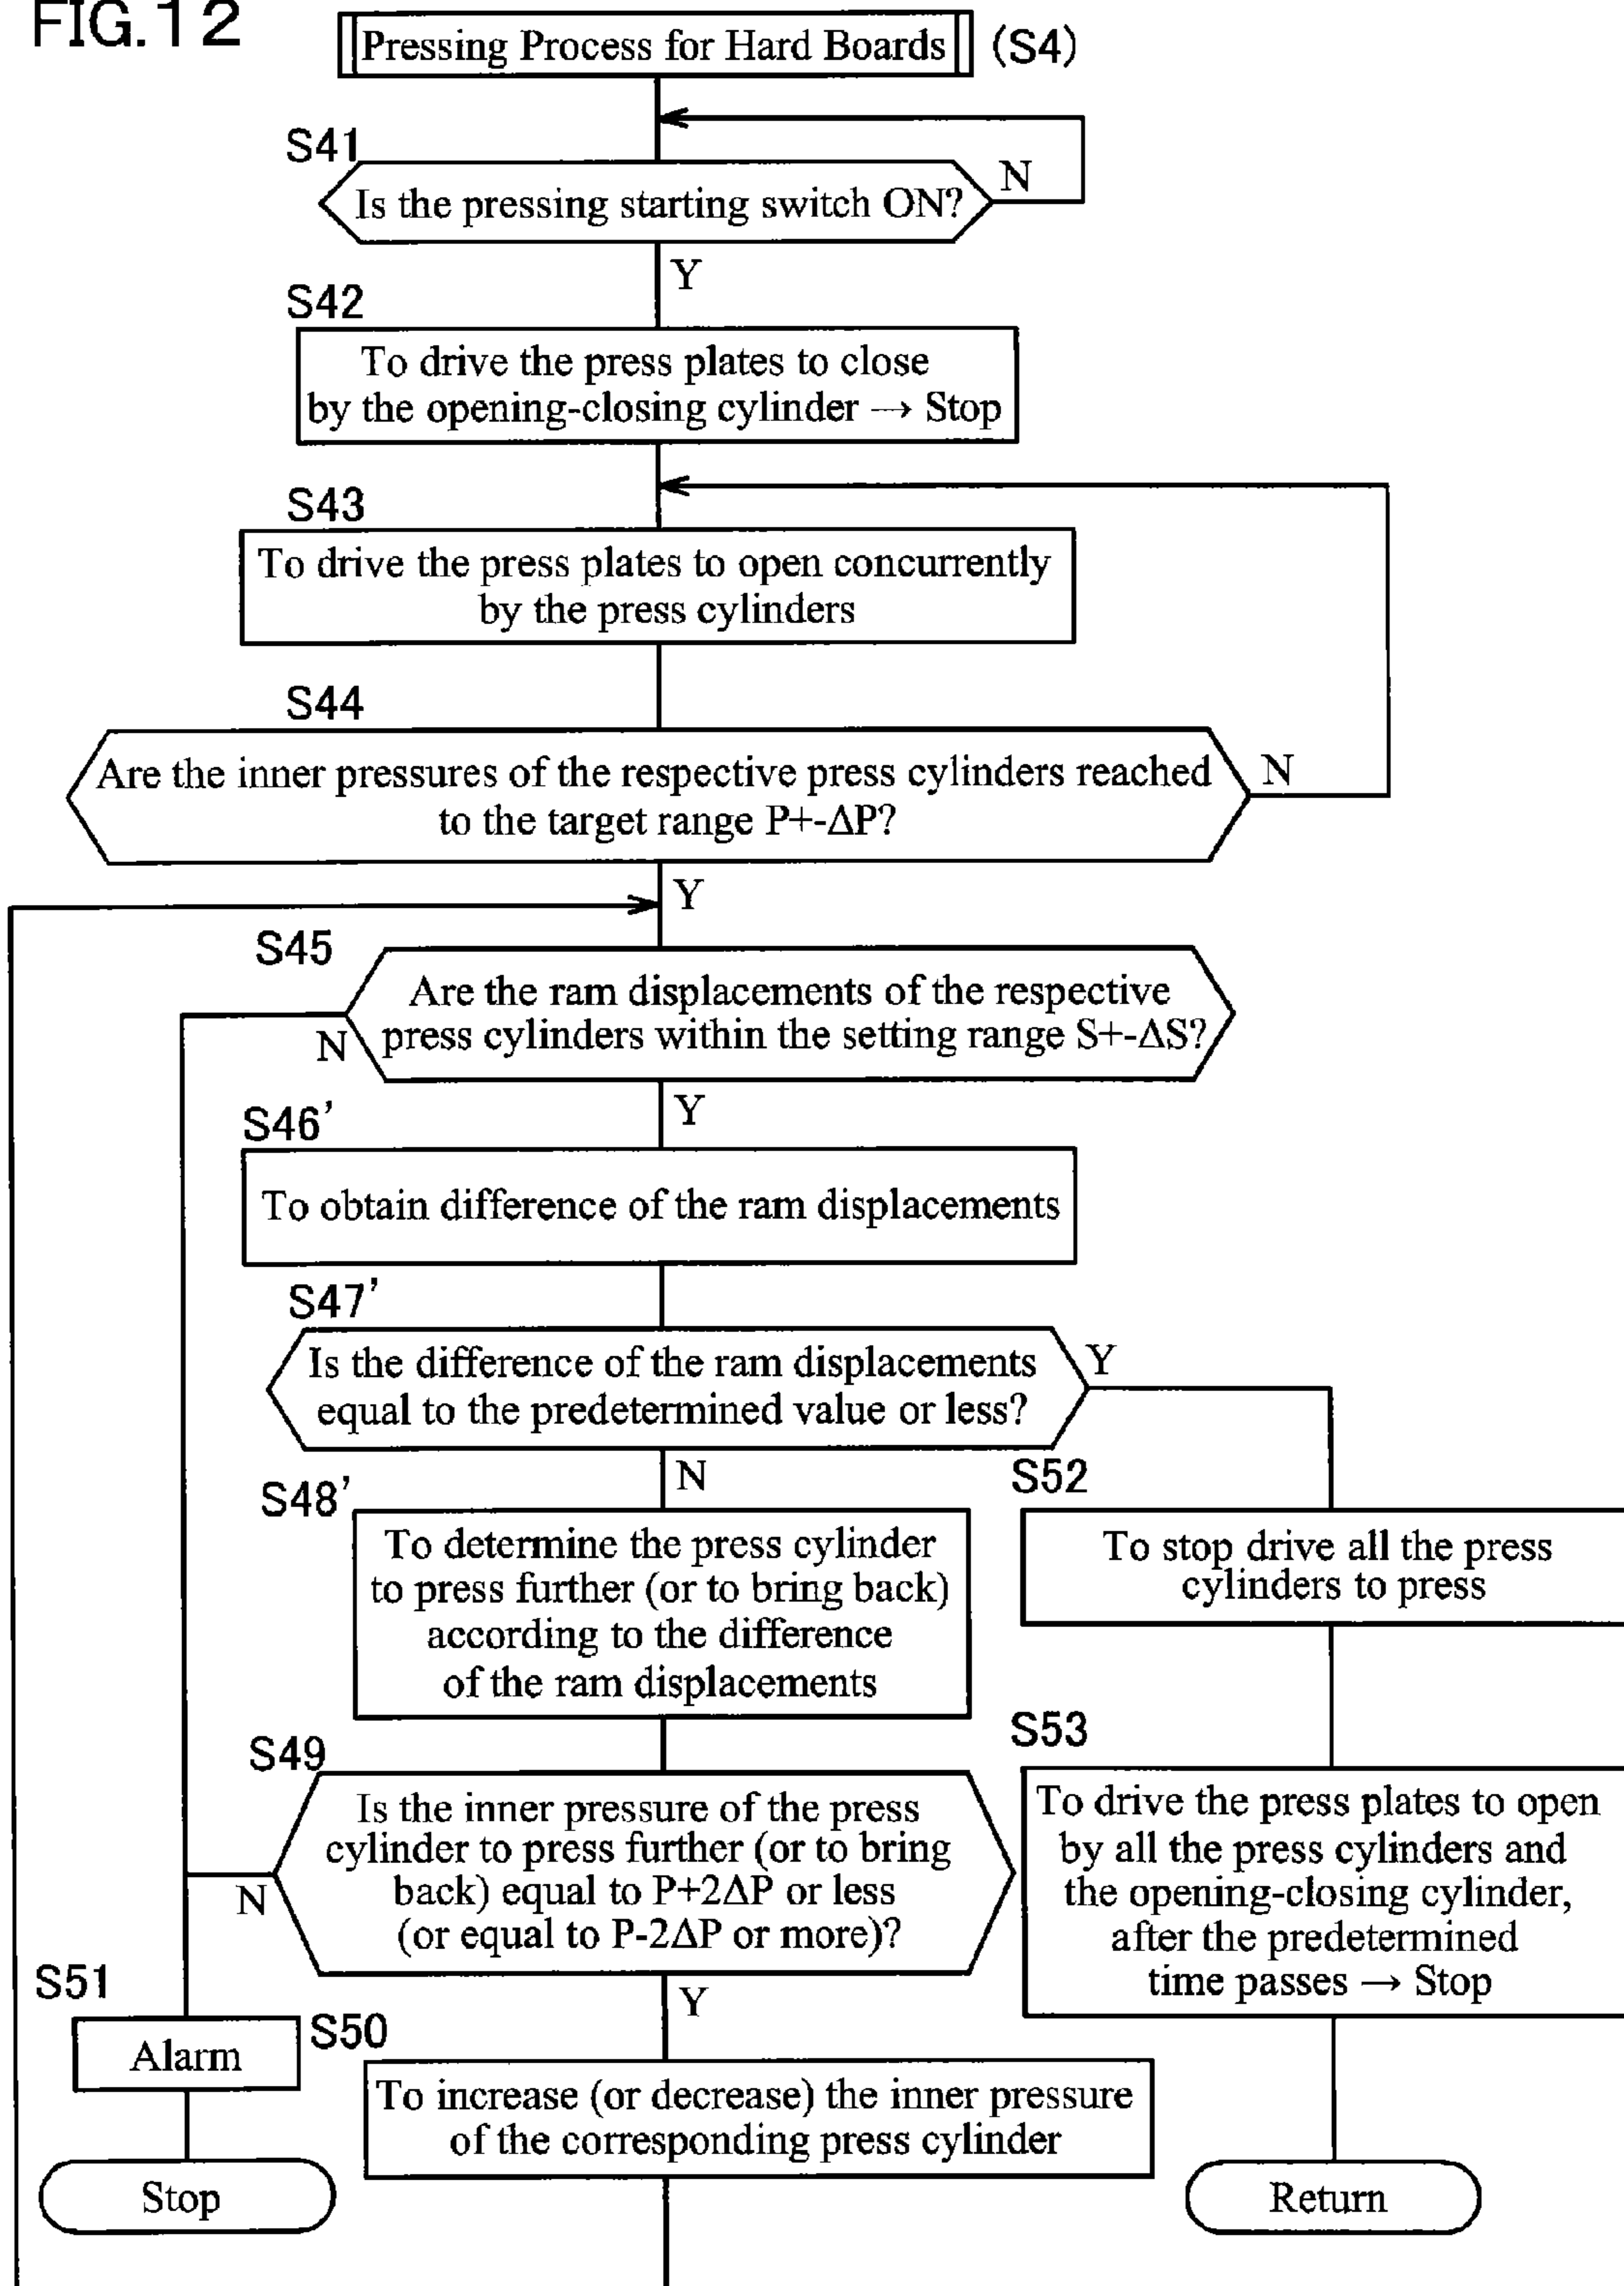 FIG.12
Pressing Process for Hard Boards
(S4)
S41
Is the pressing starting switch ON?
N
Y
S42
To drive the press plates to close
by the opening-closing cylinder → Stop
S43
To drive the press plates to open concurrently
by the press cylinders
S44
Are the inner pressures of the respective press cylinders reached
to the target range P+-ΔP?
N
Y
S45
Are the ram displacements of the respective
press cylinders within the setting range S+-ΔS?
N
Y
S46’
To obtain difference of the ram displacements
S47’
Is the difference of the ram displacements
equal to the predetermined value or less?
Y
N
S48’
To determine the press cylinder
to press further (or to bring back)
according to the difference
of the ram displacements
S52
To stop drive all the press
cylinders to press
S49
Is the inner pressure of the press
cylinder to press further (or to bring
back) equal to P+2ΔP or less
(or equal to P-2ΔP or more)?
N
Y
S53
To drive the press plates to open
by all the press cylinders and
the opening-closing cylinder,
after the predetermined
time passes → Stop
S51
Alarm
S50
To increase (or decrease) the inner pressure
of the corresponding press cylinder
Stop
Return